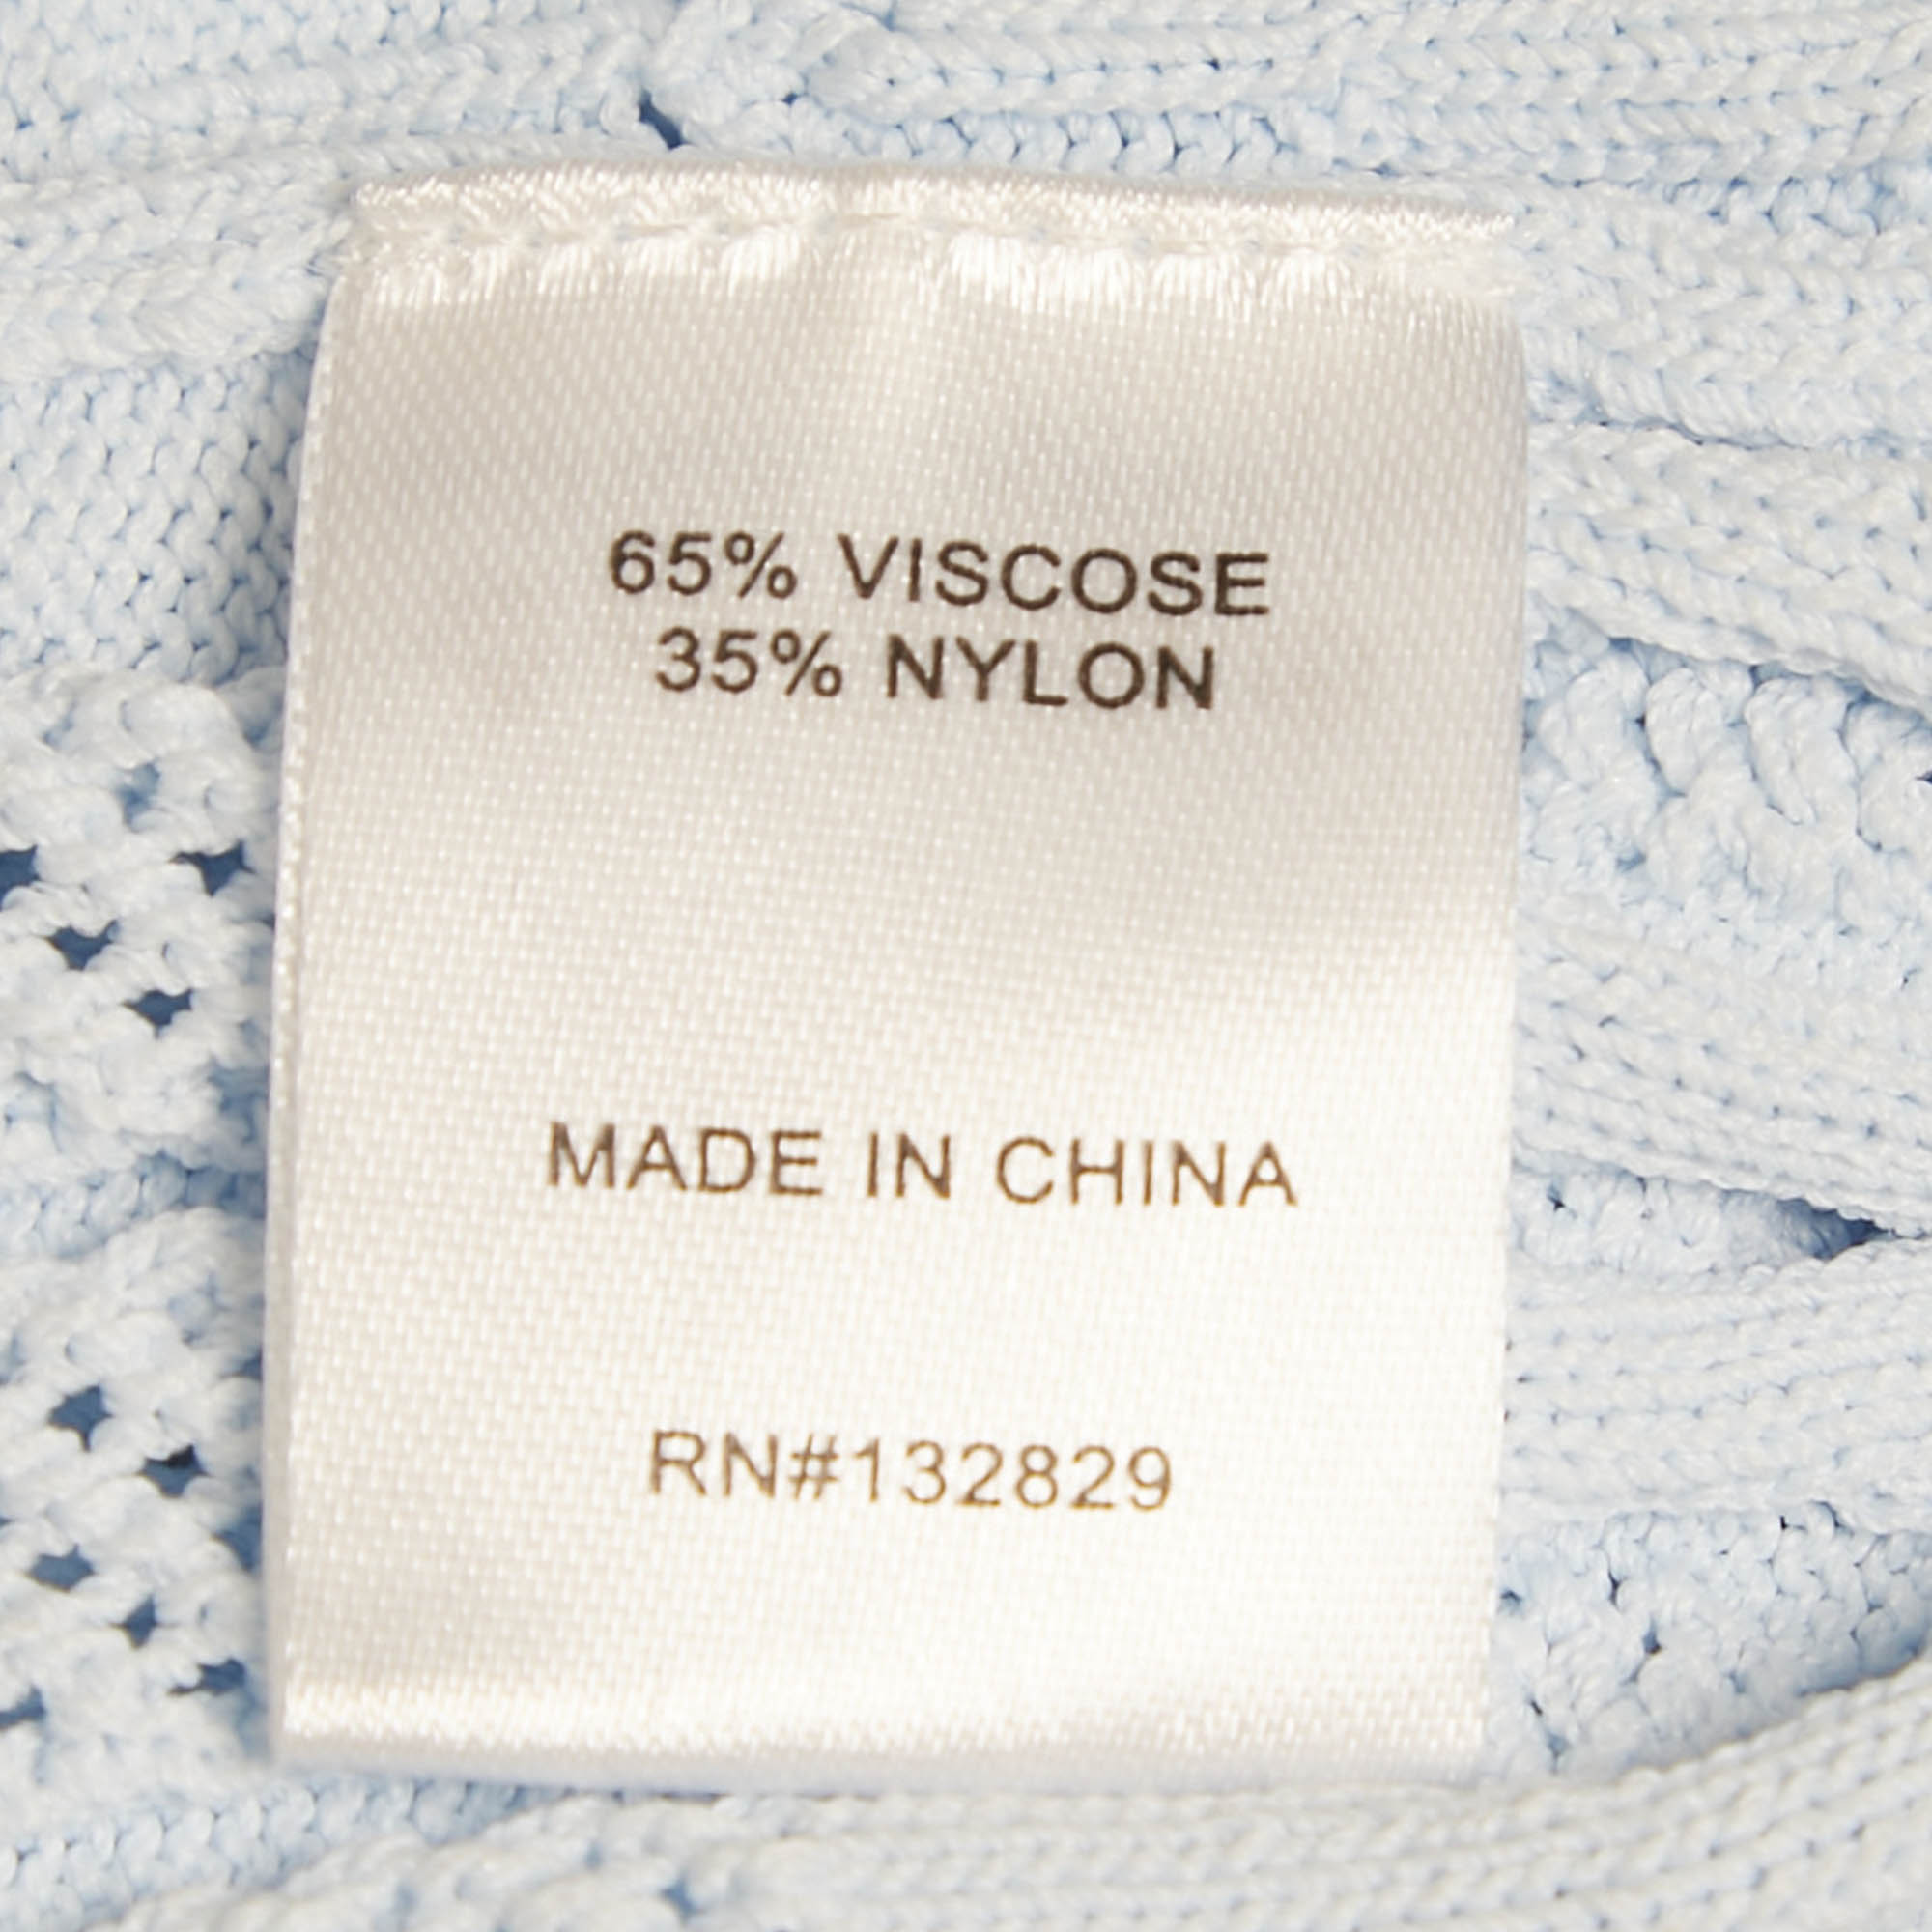 65% VISCOSE
35% NYLON
MADE IN CHINA
RN#132829